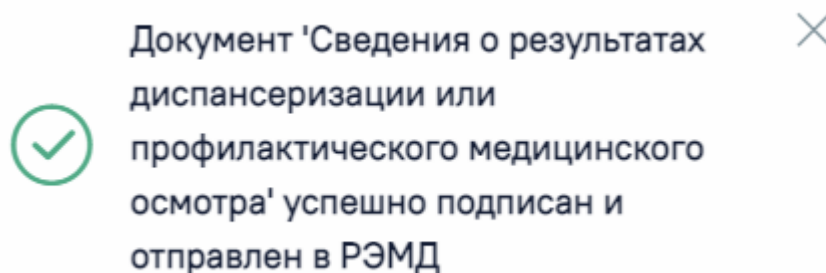 Документ 'Сведения о результатах
диспансеризации или
профилактического медицинского
осмотра' успешно подписан и
отправлен в РЭМД